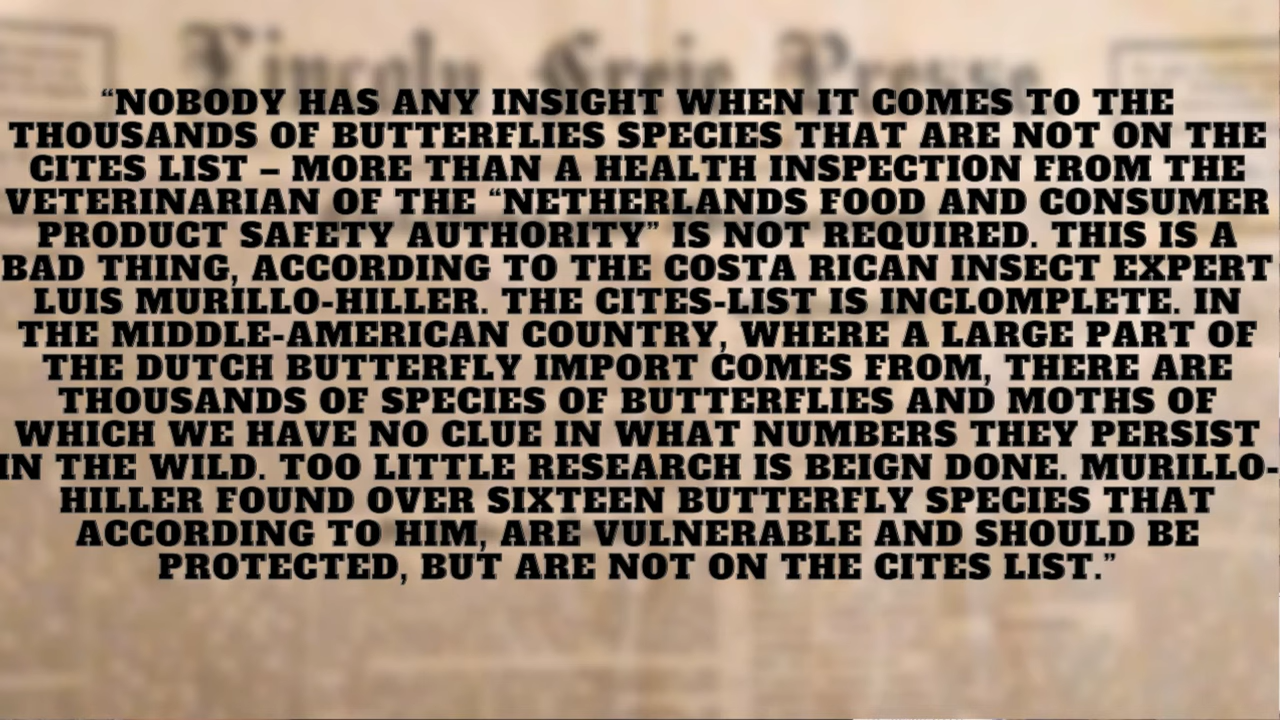 Lincoln Freie Presse
“NOBODY HAS ANY INSIGHT WHEN IT COMES TO THE
THOUSANDS OF BUTTERFLIES SPECIES THAT ARE NOT ON THE
CITES LIST – MORE THAN A HEALTH INSPECTION FROM THE
VETERINARIAN OF THE “NETHERLANDS FOOD AND CONSUMER
PRODUCT SAFETY AUTHORITY” IS NOT REQUIRED. THIS IS A
BAD THING, ACCORDING TO THE COSTA RICAN INSECT EXPERT
LUIS MURILLO-HILLER. THE CITES-LIST IS INCLOMPLETE. IN
THE MIDDLE-AMERICAN COUNTRY, WHERE A LARGE PART OF
THE DUTCH BUTTERFLY IMPORT COMES FROM, THERE ARE
THOUSANDS OF SPECIES OF BUTTERFLIES AND MOTHS OF
WHICH WE HAVE NO CLUE IN WHAT NUMBERS THEY PERSIST
IN THE WILD. TOO LITTLE RESEARCH IS BEIGN DONE. MURILLO-
HILLER FOUND OVER SIXTEEN BUTTERFLY SPECIES THAT
ACCORDING TO HIM, ARE VULNERABLE AND SHOULD BE
PROTECTED, BUT ARE NOT ON THE CITES LIST.”